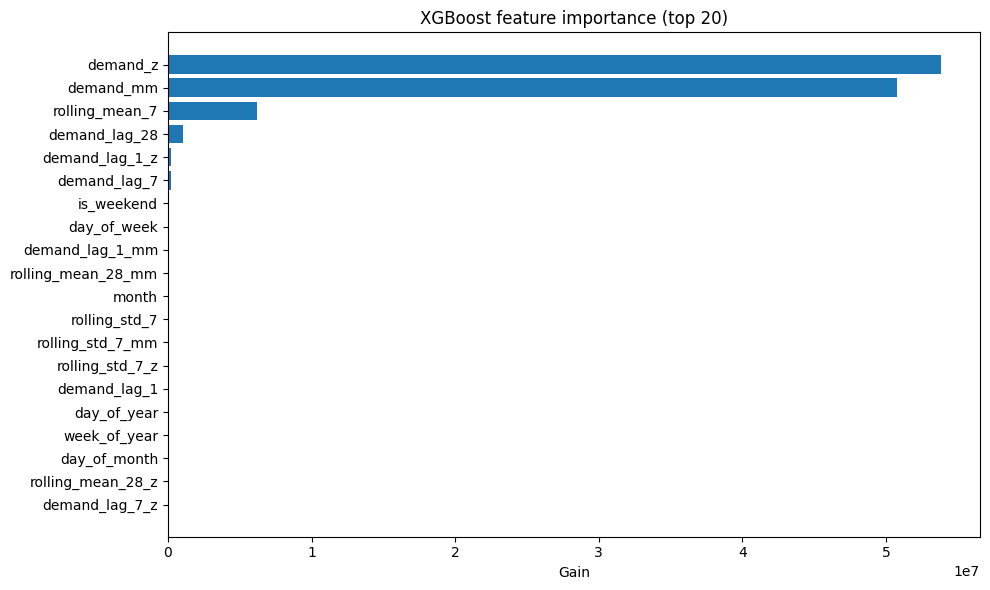 XGBoost feature importance (top 20)
demand_z
demand_mm
rolling_mean_7
demand_lag_28
demand_lag_1_z
demand_lag_7
is_weekend
day_of_week
demand_lag_1_mm
rolling_mean_28_mm
month
rolling_std_7
rolling_std_7_mm
rolling_std_7_z
demand_lag_1
day_of_year
week_of_year
day_of_month
rolling_mean_28_z
demand_lag_7_z
0 1 2 3 4 5
1e7
Gain